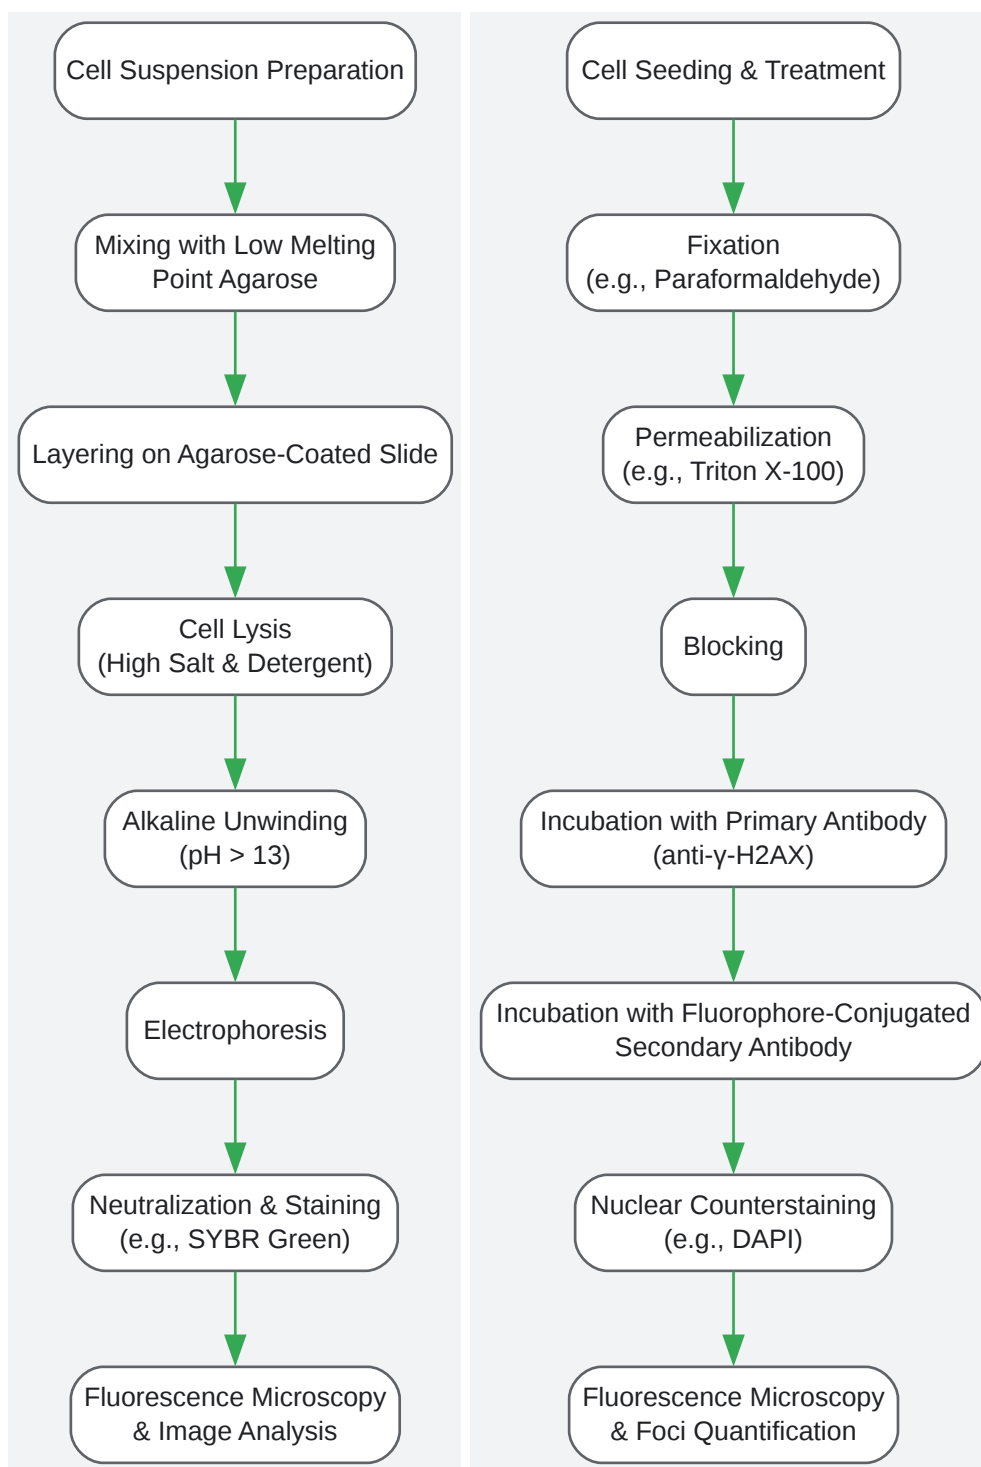 Cell Suspension Preparation
Mixing with Low Melting
Point Agarose
Layering on Agarose-Coated Slide
Cell Lysis
(High Salt & Detergent)
Alkaline Unwinding
(pH > 13)
Electrophoresis
Neutralization & Staining
(e.g., SYBR Green)
Fluorescence Microscopy
& Image Analysis
Cell Seeding & Treatment
Fixation
(e.g., Paraformaldehyde)
Permeabilization
(e.g., Triton X-100)
Blocking
Incubation with Primary Antibody
(anti-γ-H2AX)
Incubation with Fluorophore-Conjugated
Secondary Antibody
Nuclear Counterstaining
(e.g., DAPI)
Fluorescence Microscopy
& Foci Quantification